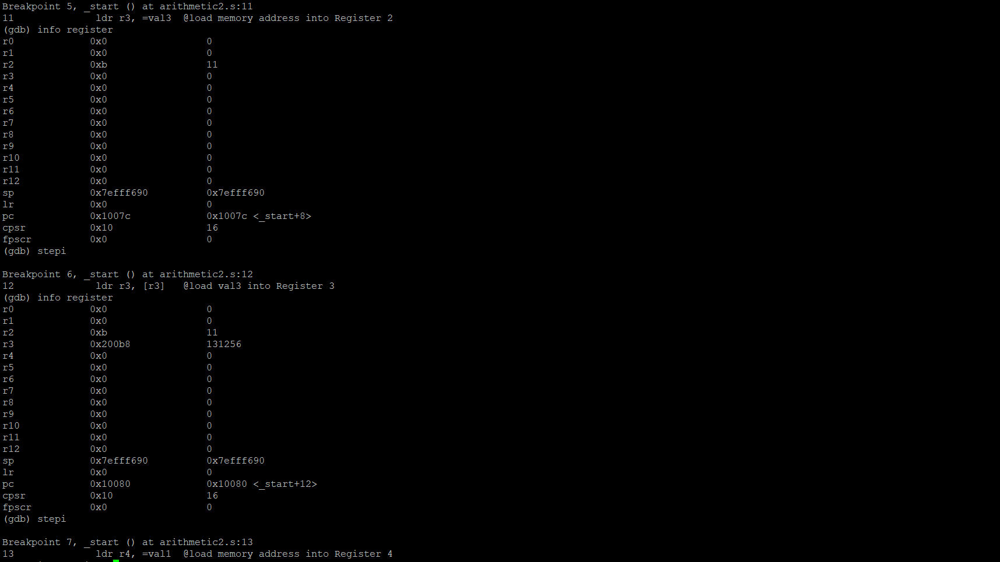 Breakpoint 5, _start () at arithmetic2.s:11
11              ldr r3, =val3  @load memory address into Register 2
(gdb) info register
r0             0x0                 0
r1             0x0                 0
r2             0xb                 11
r3             0x0                 0
r4             0x0                 0
r5             0x0                 0
r6             0x0                 0
r7             0x0                 0
r8             0x0                 0
r9             0x0                 0
r10            0x0                 0
r11            0x0                 0
r12            0x0                 0
sp             0x7efff690          0x7efff690
lr             0x0                 0
pc             0x1007c             0x1007c <_start+8>
cpsr           0x10                16
fpscr          0x0                 0
(gdb) stepi

Breakpoint 6, _start () at arithmetic2.s:12
12              ldr r3, [r3]   @load val3 into Register 3
(gdb) info register
r0             0x0                 0
r1             0x0                 0
r2             0xb                 11
r3             0x200b8             131256
r4             0x0                 0
r5             0x0                 0
r6             0x0                 0
r7             0x0                 0
r8             0x0                 0
r9             0x0                 0
r10            0x0                 0
r11            0x0                 0
r12            0x0                 0
sp             0x7efff690          0x7efff690
lr             0x0                 0
pc             0x10080             0x10080 <_start+12>
cpsr           0x10                16
fpscr          0x0                 0
(gdb) stepi

Breakpoint 7, _start () at arithmetic2.s:13
13              ldr r4, =val1  @load memory address into Register 4